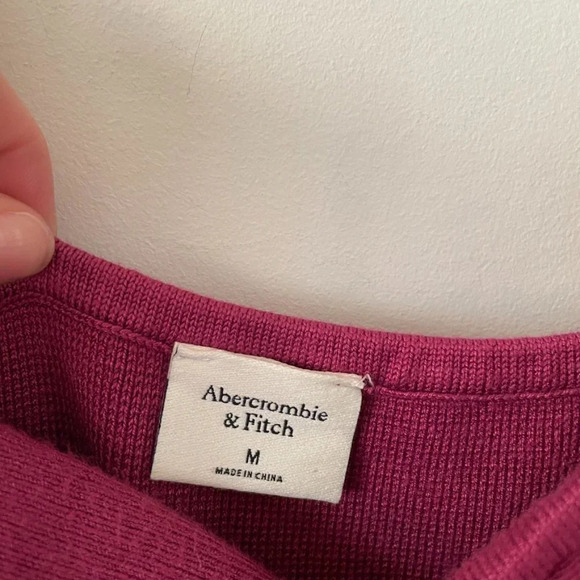 Abercrombie
& Fitch
M
MADE IN CHINA